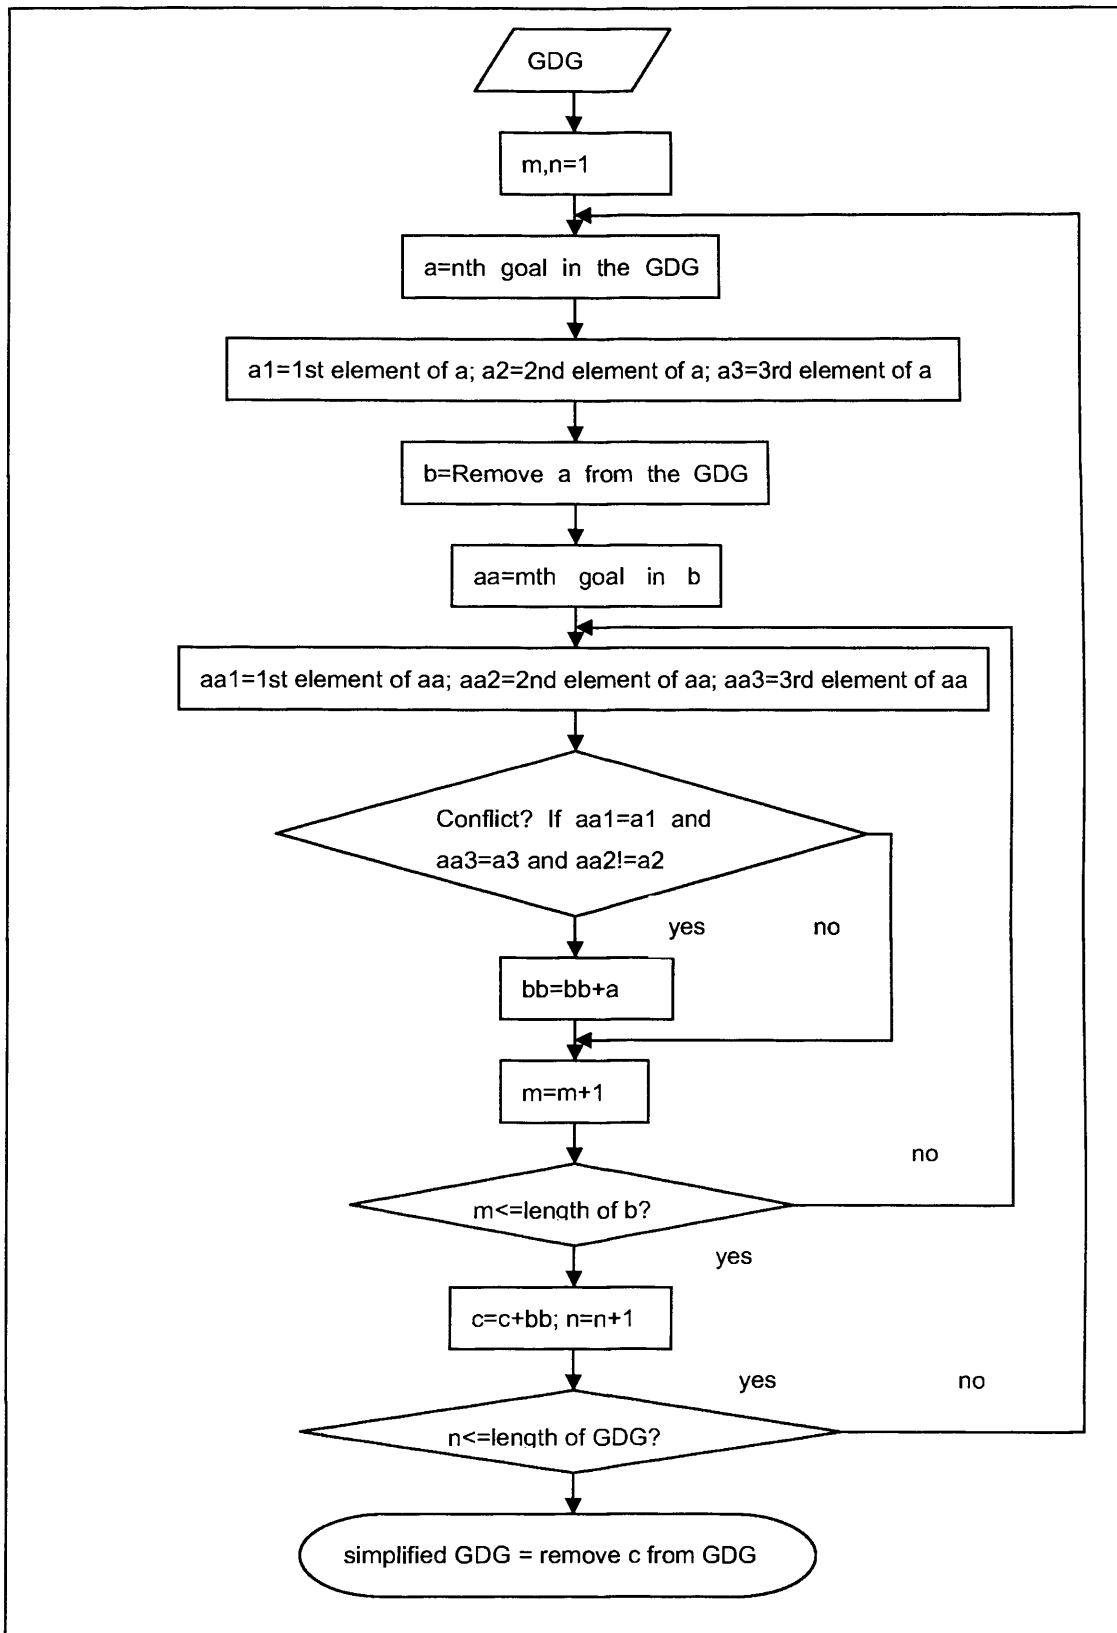 GDG
m,n=1
a=nth goal in the GDG
a1=1st element of a; a2=2nd element of a; a3=3rd element of a
b=Remove a from the GDG
aa=mth goal in b
aa1=1st element of aa; aa2=2nd element of aa; aa3=3rd element of aa
Conflict? If aa1=a1 and
aa3=a3 and aa2!=a2
yes
no
bb=bb+a
m=m+1
no
m<=length of b?
yes
c=c+bb; n=n+1
yes
no
n<=length of GDG?
simplified GDG = remove c from GDG